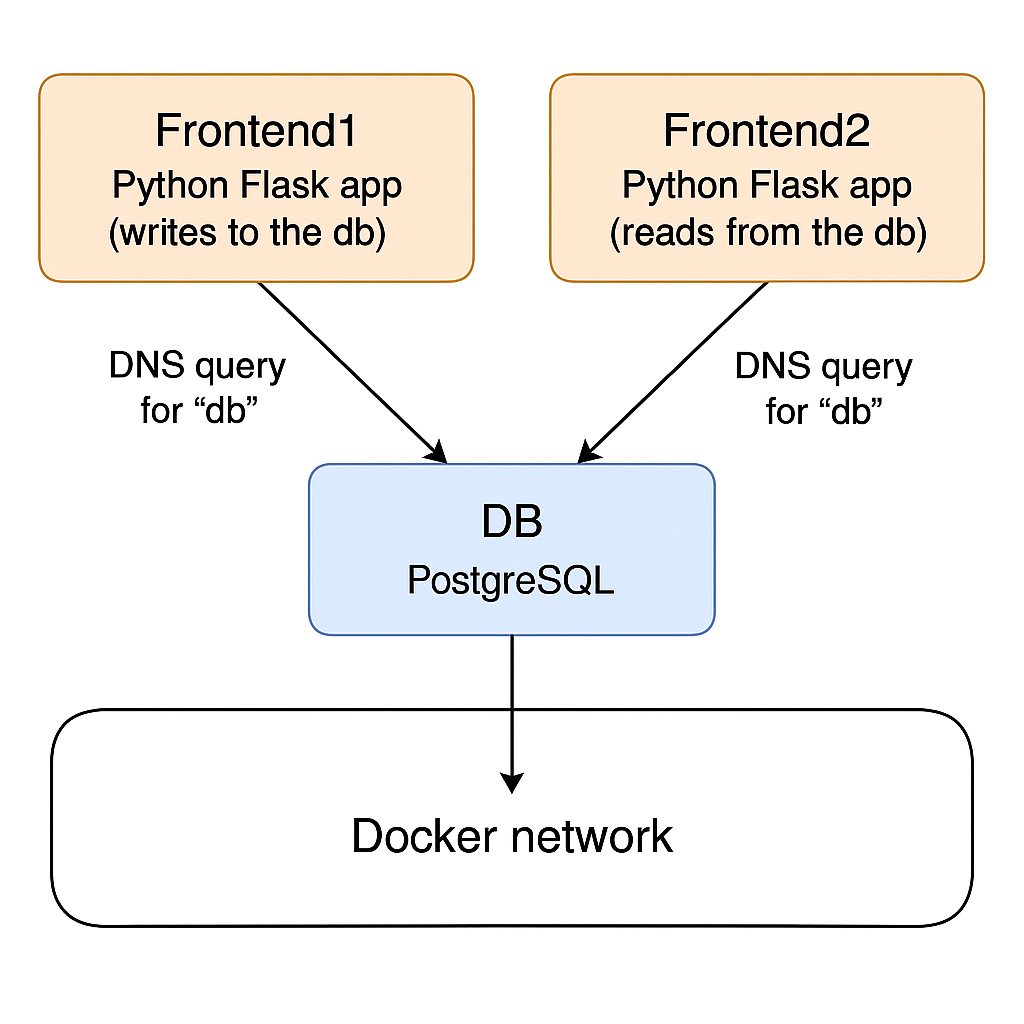 Frontend1
Python Flask app
(writes to the db)
Frontend2
Python Flask app
(reads from the db)
DNS query
for “db”
DNS query
for “db”
DB
PostgreSQL
Docker network